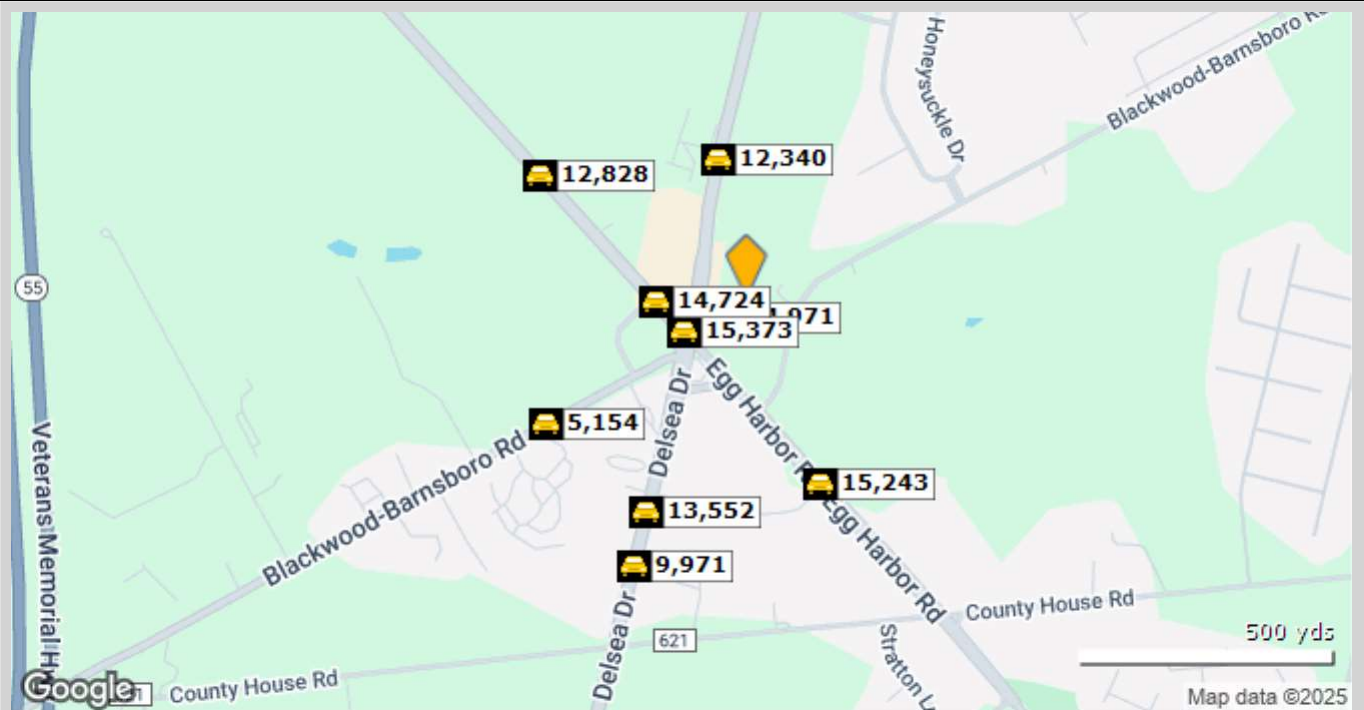 Honeysuckle Dr
Blackwood-Barnsboro
12,828
12,340
55
14,724
971
15,373
Delsea Dr
Egg Harbor
5,154
15,243
Blackwood-Barnsboro Rd
Veterans Memorial
13,552
9,971
Egg Harbor Rd
Delsea Dr
County House Rd
621
Stratton
500 yds
County House Rd
Google
Map data ©2025